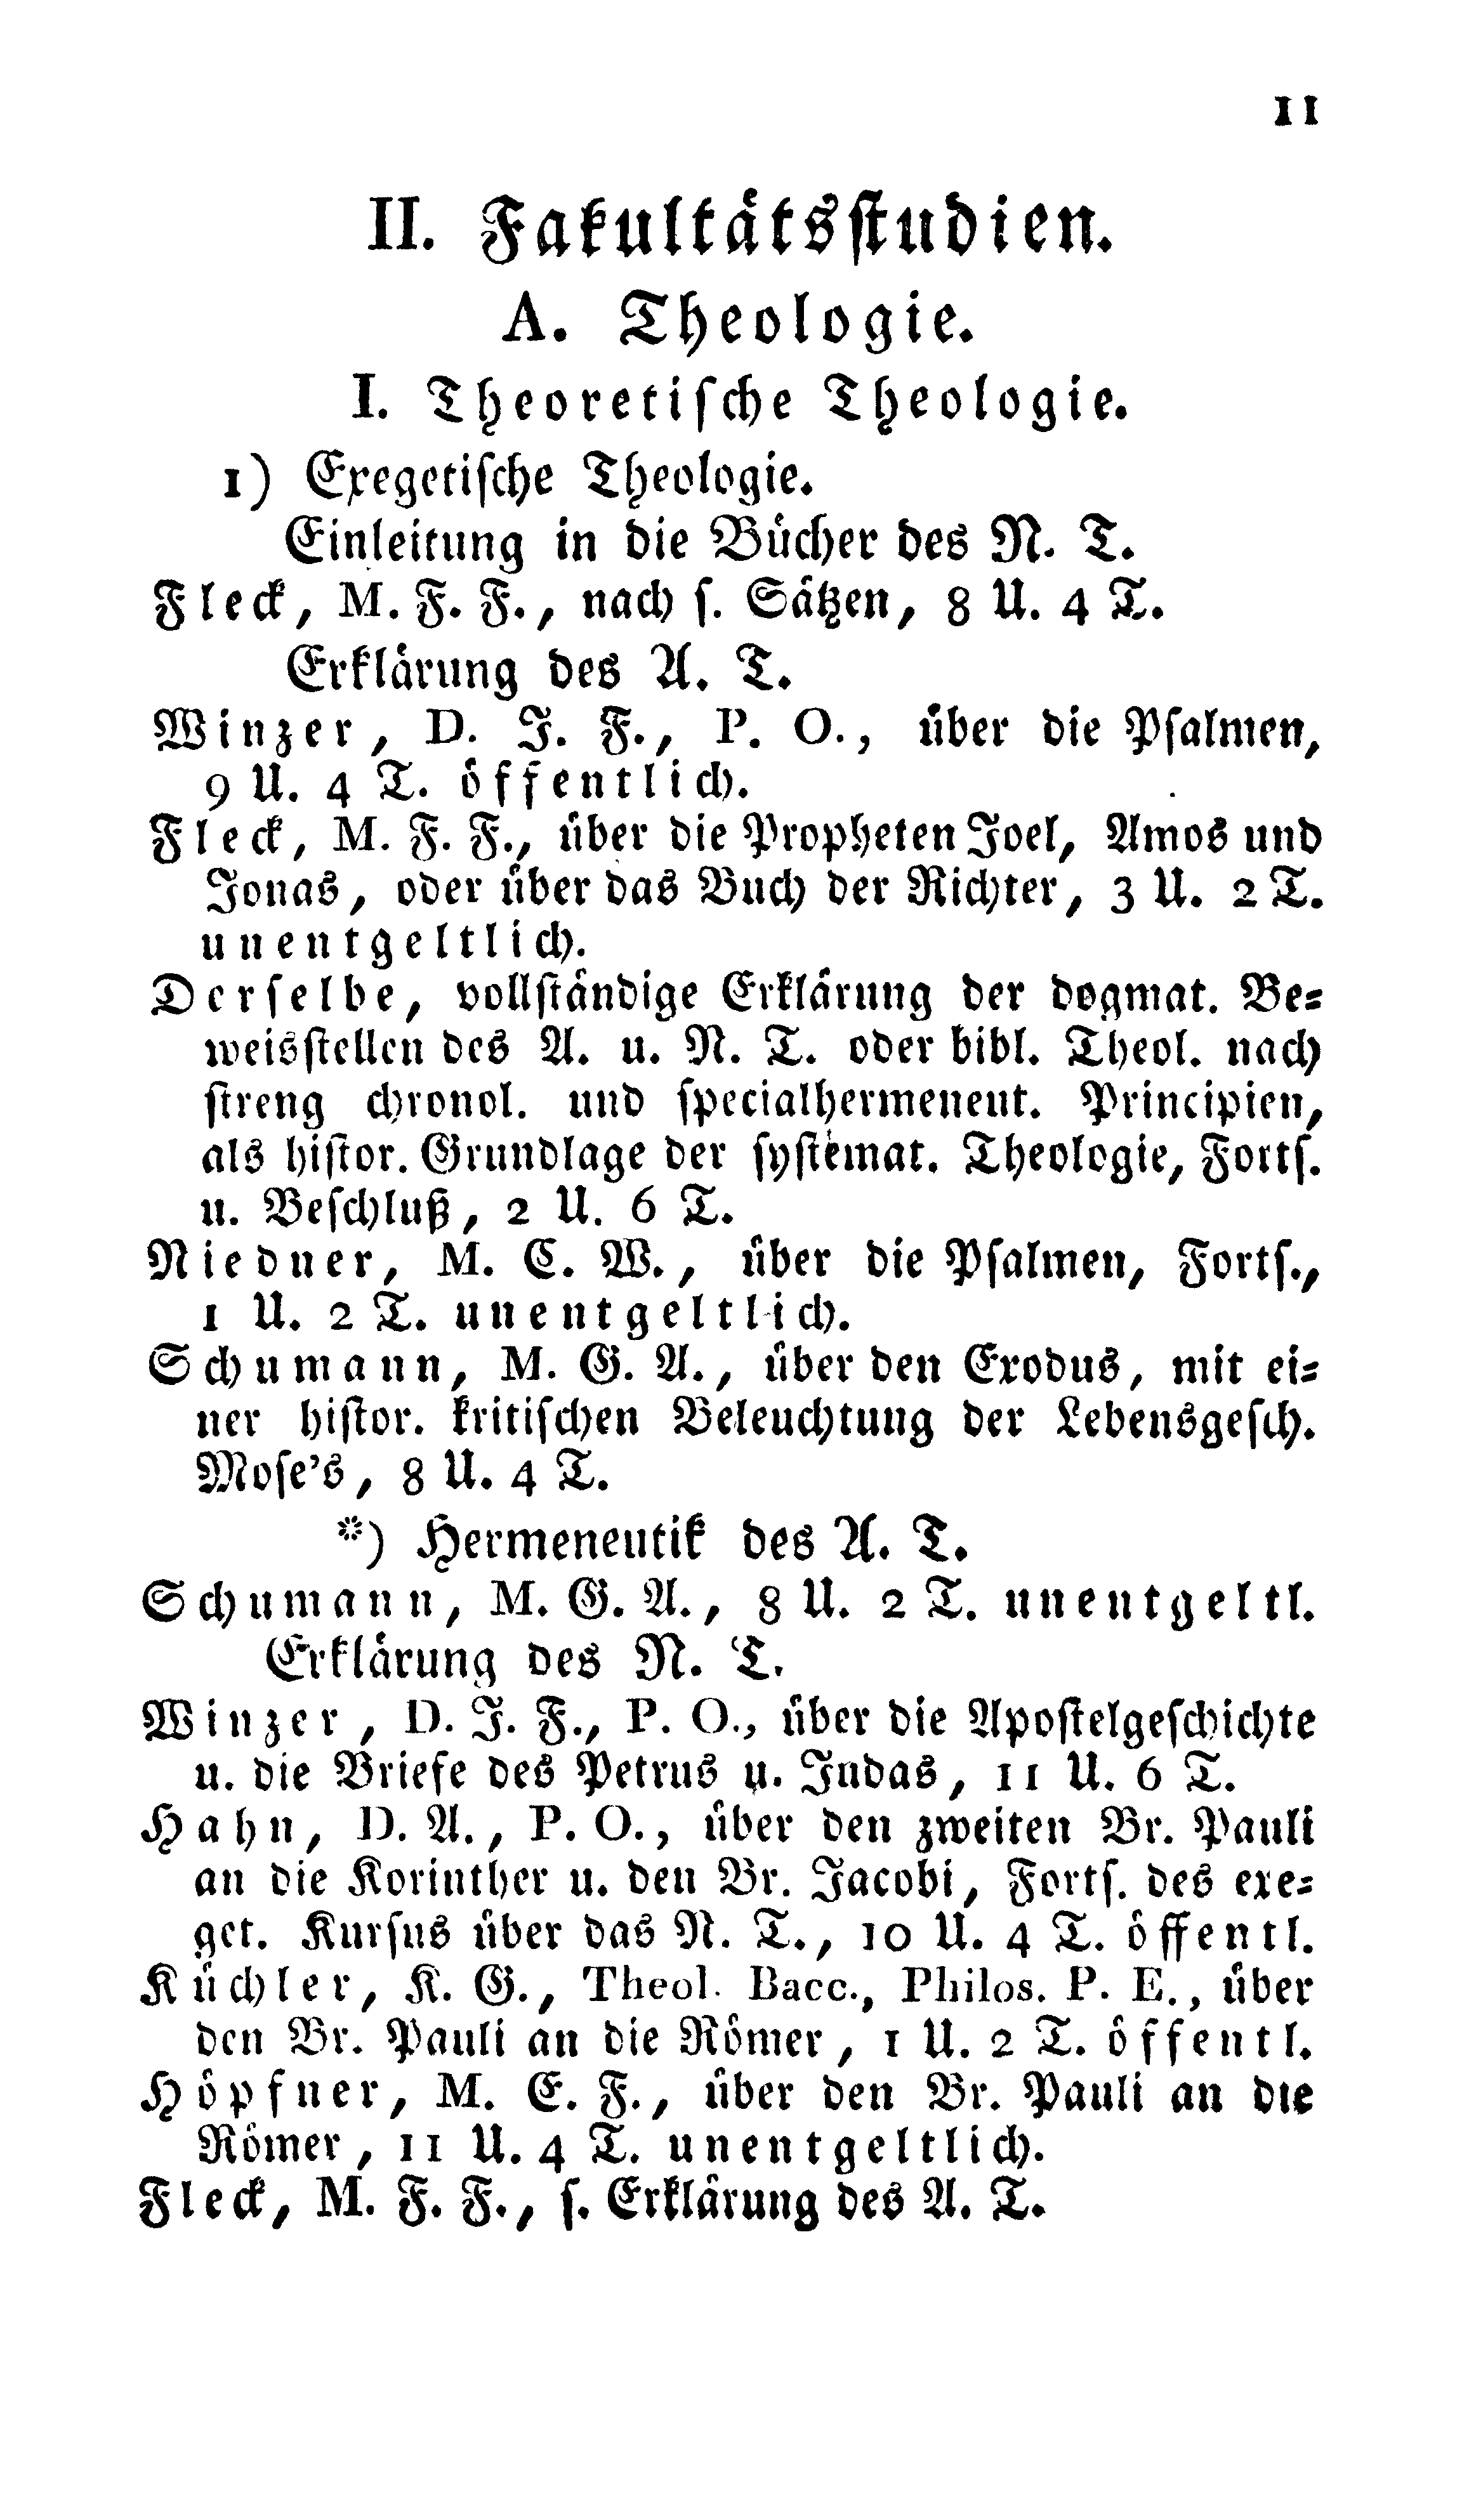 11
II. Fakultätsstudien.
A. Theologie.
I. Theoretische Theologie.
1) Exegetische Theologie.
Einleitung in die Bücher des N. T.
Fleck, M. F. F., nach s. Sätzen, 8 U. 4 T.
Erklärung des A. T.
Winzer, D. J. F., P. O., über die Psalmen,
9 U. 4 T. öffentlich.
Fleck, M. F. F., über die Propheten Joel, Amos und
Jonas, oder über das Buch der Richter, 3 U. 2 T.
unentgeltlich.
Derselbe, vollständige Erklärung der dogmat. Be-
weisstellen des A. u. N. T. oder bibl. Theol. nach
streng chronol. und specialhermeneut. Principien,
als histor. Grundlage der systemat. Theologie, Forts.
u. Beschluß, 2 U. 6 T.
Niedner, M. C. W., über die Psalmen, Forts.,
1 U. 2 T. unentgeltlich.
Schumann, M. G. A., über den Exodus, mit ei-
ner histor. kritischen Beleuchtung der Lebensgesch.
Mose's, 8 U. 4 T.
*) Hermeneutik des A. T.
Schumann, M. G. A., 8 U. 2 T. unentgeltl.
Erklärung des N. T.
Winzer, D. J. F., P. O., über die Apostelgeschichte
u. die Briefe des Petrus u. Judas, 11 U. 6 T.
Hahn, D. A., P. O., über den zweiten Br. Pauli
an die Korinther u. den Br. Jacobi, Forts. des exe-
get. Kursus über das N. T., 10 U. 4 T. öffentl.
Küchler, K. G., Theol. Bacc., Philos. P. E., über
den Br. Pauli an die Römer, 1 U. 2 T. öffentl.
Höpfner, M. E. F., über den Br. Pauli an die
Römer, 11 U. 4 T. unentgeltlich.
Fleck, M. F. F., s. Erklärung des A. T.